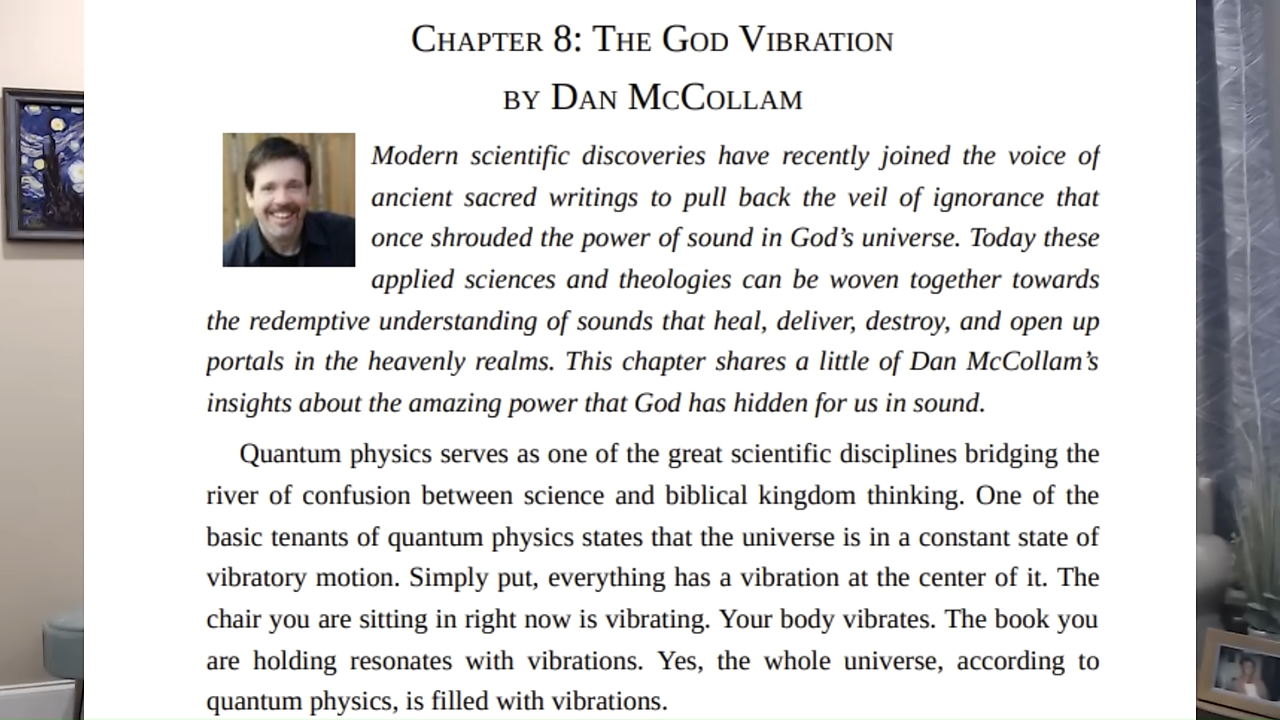 CHAPTER 8: THE GOD VIBRATION
BY DAN MCCOLLAM
Modern scientific discoveries have recently joined the voice of
ancient sacred writings to pull back the veil of ignorance that
once shrouded the power of sound in God’s universe. Today these
applied sciences and theologies can be woven together towards
the redemptive understanding of sounds that heal, deliver, destroy, and open up
portals in the heavenly realms. This chapter shares a little of Dan McCollam’s
insights about the amazing power that God has hidden for us in sound.
Quantum physics serves as one of the great scientific disciplines bridging the
river of confusion between science and biblical kingdom thinking. One of the
basic tenants of quantum physics states that the universe is in a constant state of
vibratory motion. Simply put, everything has a vibration at the center of it. The
chair you are sitting in right now is vibrating. Your body vibrates. The book you
are holding resonates with vibrations. Yes, the whole universe, according to
quantum physics, is filled with vibrations.